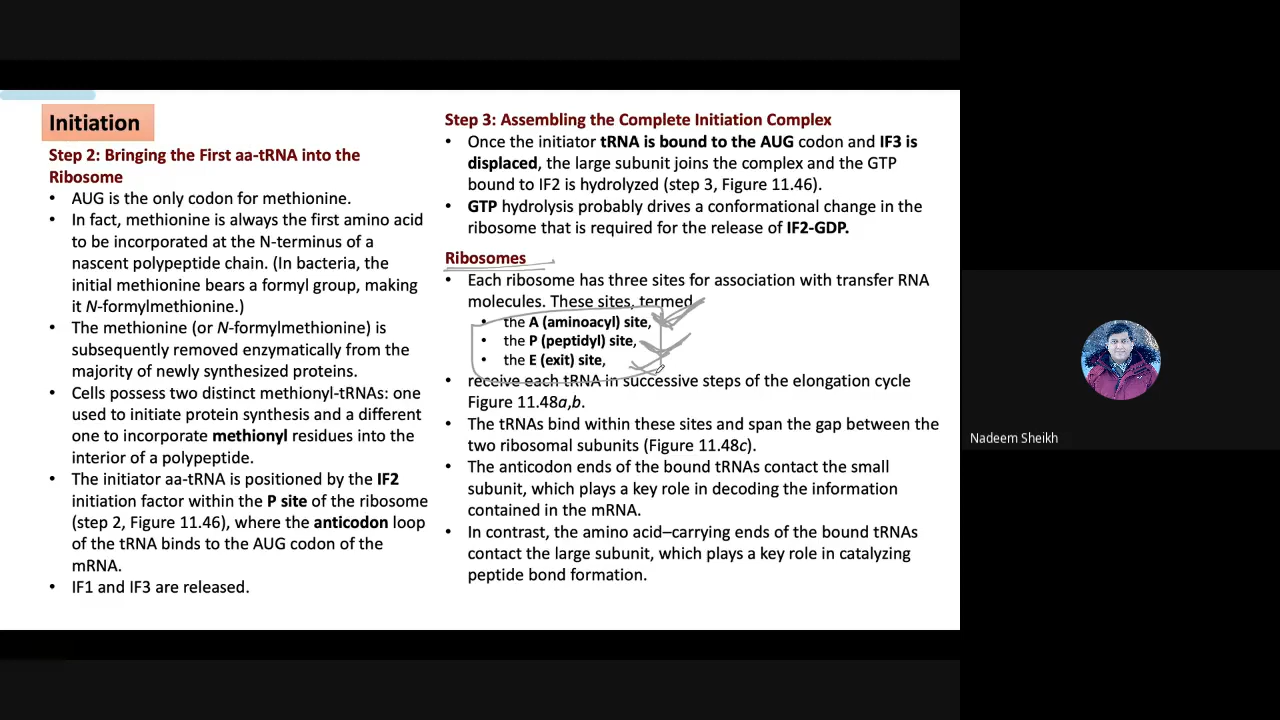 Initiation
Step 2: Bringing the First aa-tRNA into the
Ribosome
• AUG is the only codon for methionine.
• In fact, methionine is always the first amino acid
to be incorporated at the N-terminus of a
nascent polypeptide chain. (In bacteria, the
initial methionine bears a formyl group, making
it N-formylmethionine.)
• The methionine (or N-formylmethionine) is
subsequently removed enzymatically from the
majority of newly synthesized proteins.
• Cells possess two distinct methionyl-tRNAs: one
used to initiate protein synthesis and a different
one to incorporate methionyl residues into the
interior of a polypeptide.
• The initiator aa-tRNA is positioned by the IF2
initiation factor within the P site of the ribosome
(step 2, Figure 11.46), where the anticodon loop
of the tRNA binds to the AUG codon of the
mRNA.
• IF1 and IF3 are released.
Step 3: Assembling the Complete Initiation Complex
• Once the initiator tRNA is bound to the AUG codon and IF3 is
displaced, the large subunit joins the complex and the GTP
bound to IF2 is hydrolyzed (step 3, Figure 11.46).
• GTP hydrolysis probably drives a conformational change in the
ribosome that is required for the release of IF2-GDP.
Ribosomes
• Each ribosome has three sites for association with transfer RNA
molecules. These sites, termed
• the A (aminoacyl) site,
• the P (peptidyl) site,
• the E (exit) site,
• receive each tRNA in successive steps of the elongation cycle
Figure 11.48a,b.
• The tRNAs bind within these sites and span the gap between the
two ribosomal subunits (Figure 11.48c).
• The anticodon ends of the bound tRNAs contact the small
subunit, which plays a key role in decoding the information
contained in the mRNA.
• In contrast, the amino acid–carrying ends of the bound tRNAs
contact the large subunit, which plays a key role in catalyzing
peptide bond formation.
Nadeem Sheikh